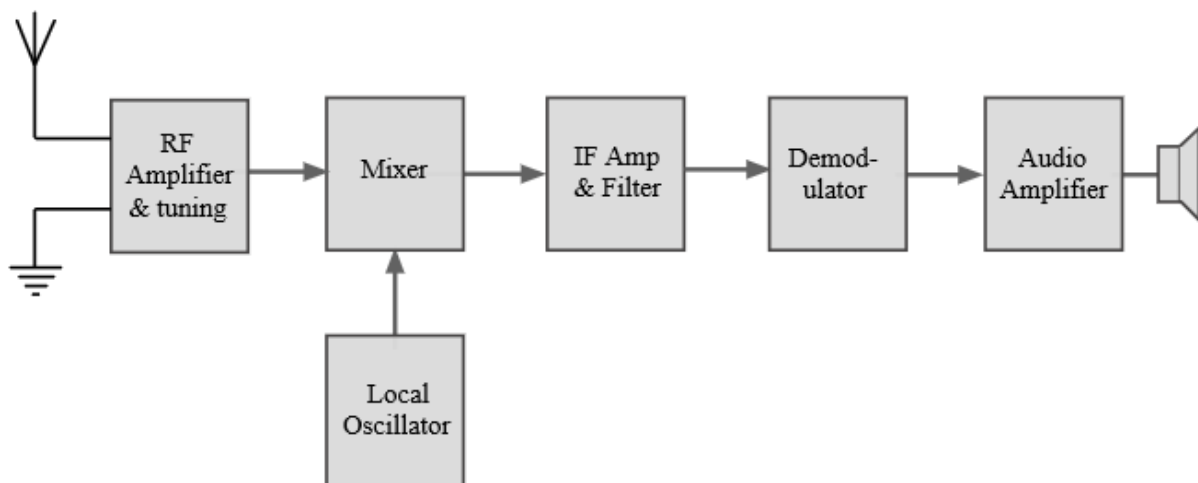 RF
Amplifier
& tuning
Mixer
IF Amp
& Filter
Demod-
ulator
Audio
Amplifier
Local
Oscillator